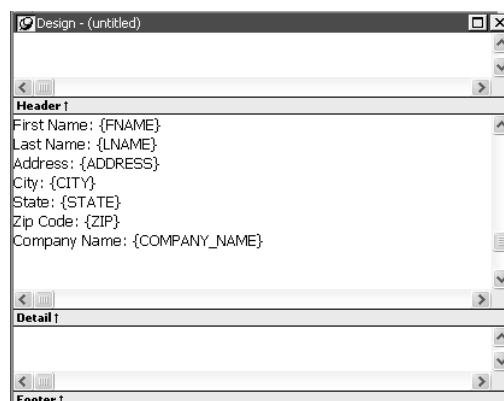 Design - (untitled)
Header ↑
First Name: {FNAME}
Last Name: {LNAME}
Address: {ADDRESS}
City: {CITY}
State: {STATE}
Zip Code: {ZIP}
Company Name: {COMPANY_NAME}
Detail ↑
Footer ↑